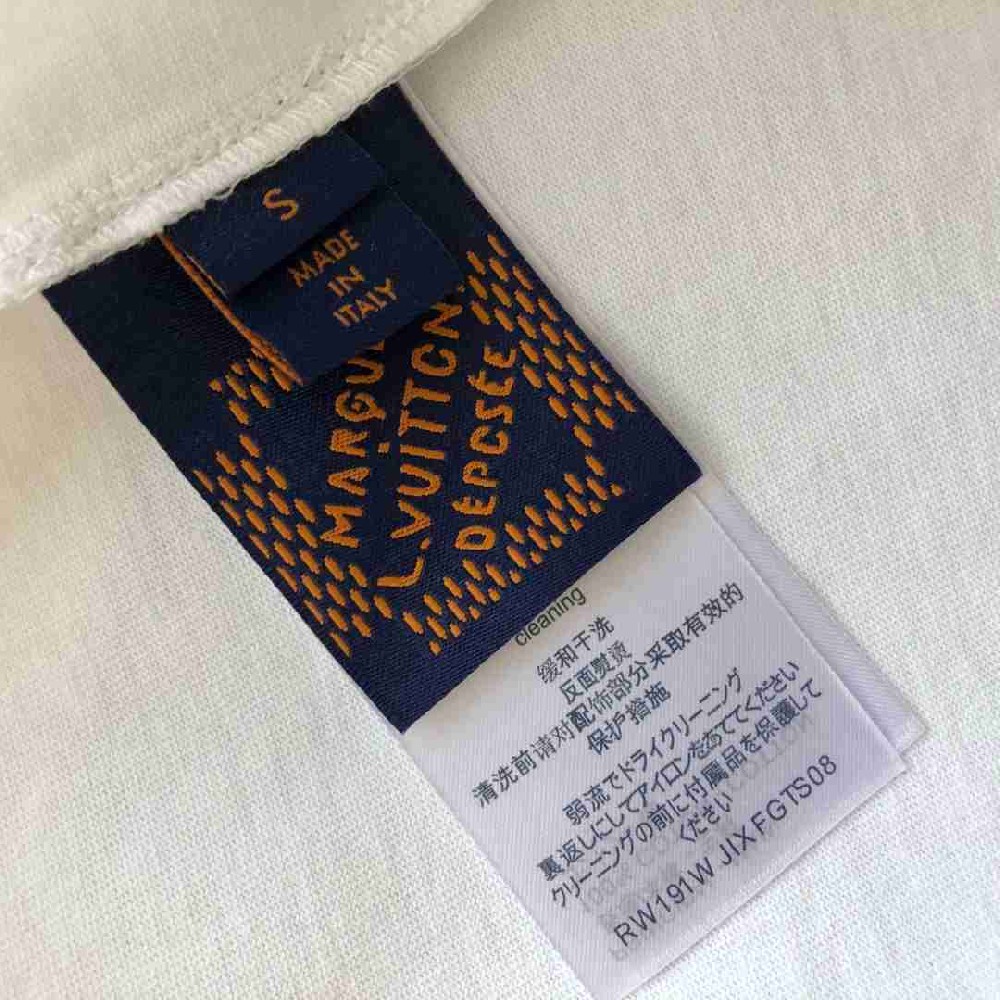 S
MADE
IN
ITALY
MARQU
L.VUITTON
DEPOSTE
cleaning
缓和干洗
反面熨烫
清洗前请对配饰部分采取有效的
保护措施
弱流でドライクリーニング
裏返しにしてアイロンをあててください
クリーニングの前に付属品を保護して
ください
RW191W JIXFGTS08